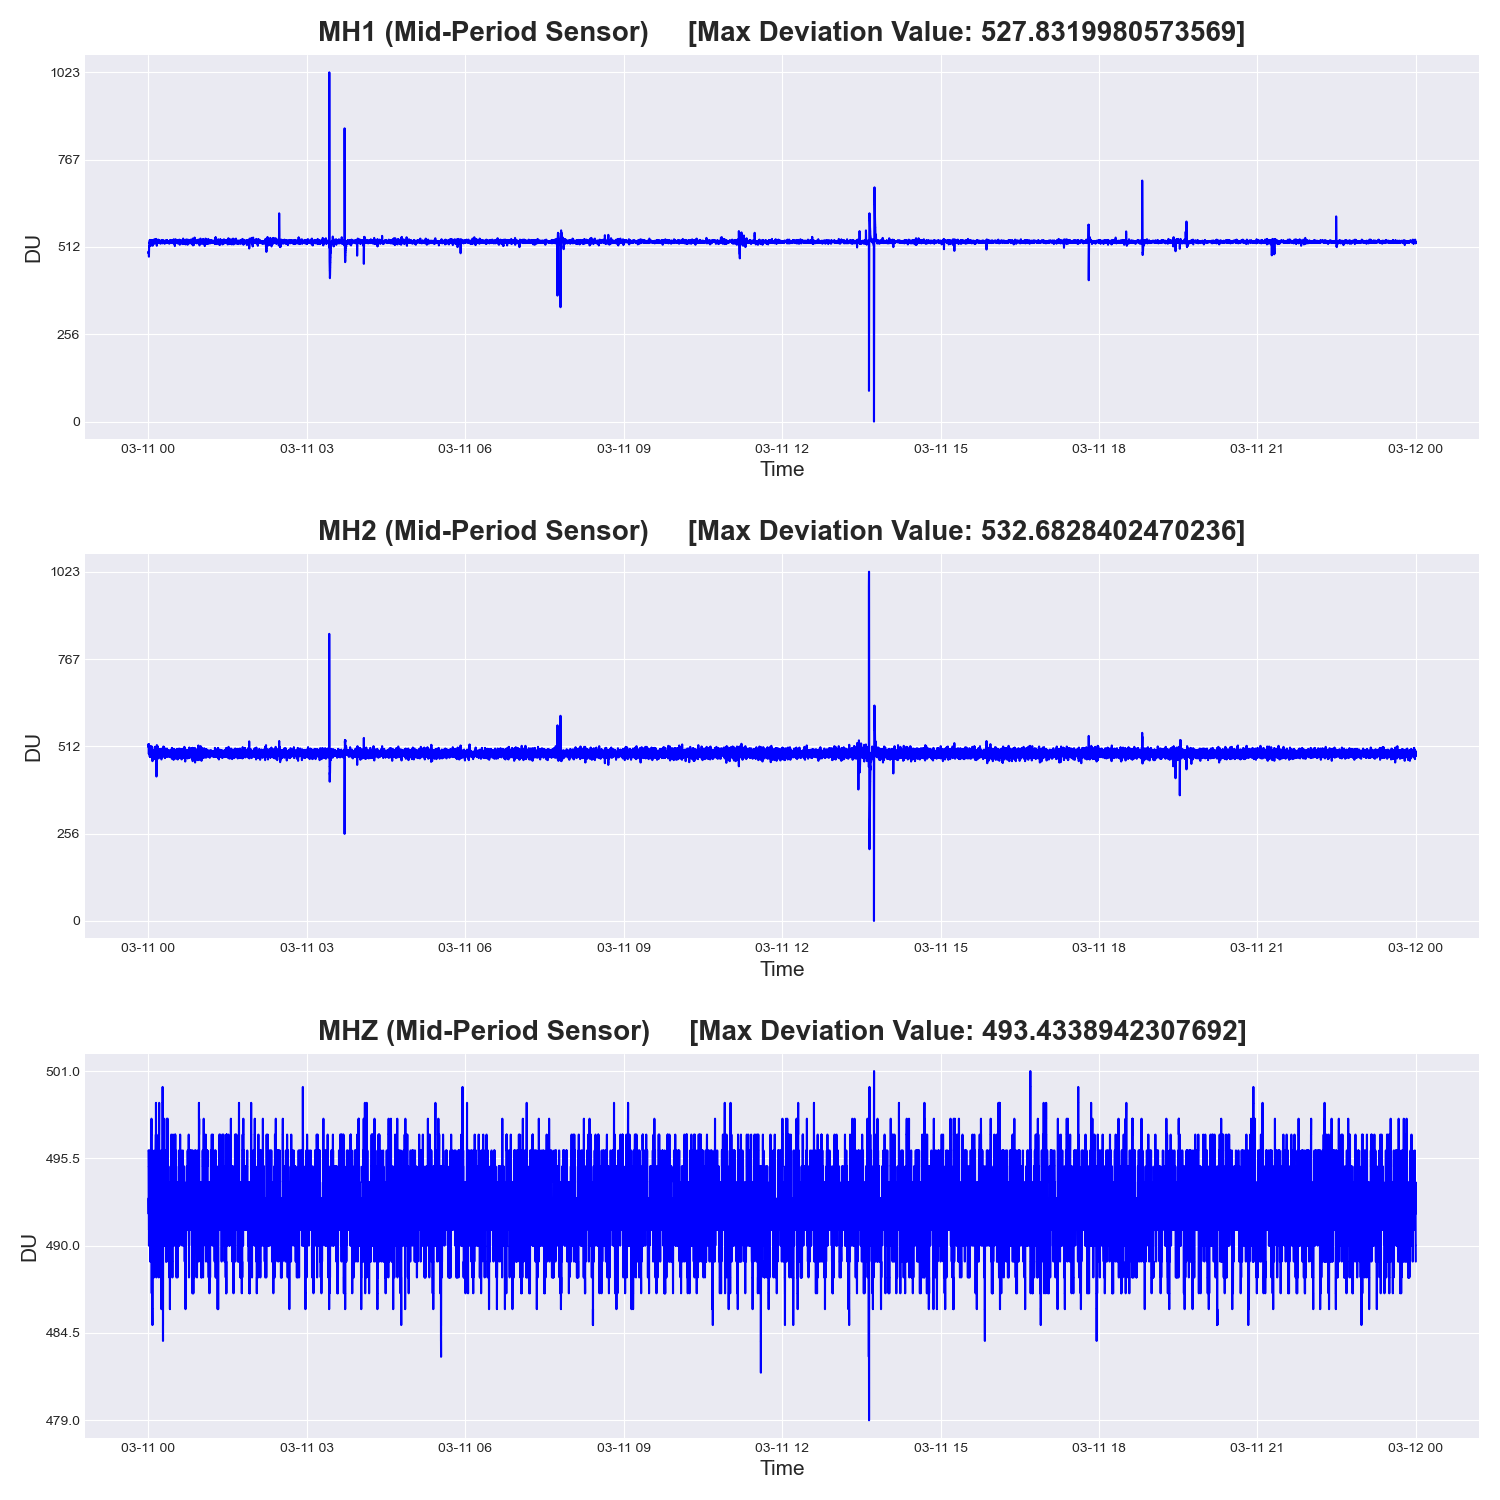 MH1 (Mid-Period Sensor) [Max Deviation Value: 527.8319980573569]
1023
767
512
256
0
DU
03-11 00 03-11 03 03-11 06 03-11 09 03-11 12 03-11 15 03-11 18 03-11 21 03-12 00
Time
MH2 (Mid-Period Sensor) [Max Deviation Value: 532.6828402470236]
1023
767
512
256
0
DU
03-11 00 03-11 03 03-11 06 03-11 09 03-11 12 03-11 15 03-11 18 03-11 21 03-12 00
Time
MHZ (Mid-Period Sensor) [Max Deviation Value: 493.4338942307692]
501.0
495.5
490.0
484.5
479.0
DU
03-11 00 03-11 03 03-11 06 03-11 09 03-11 12 03-11 15 03-11 18 03-11 21 03-12 00
Time